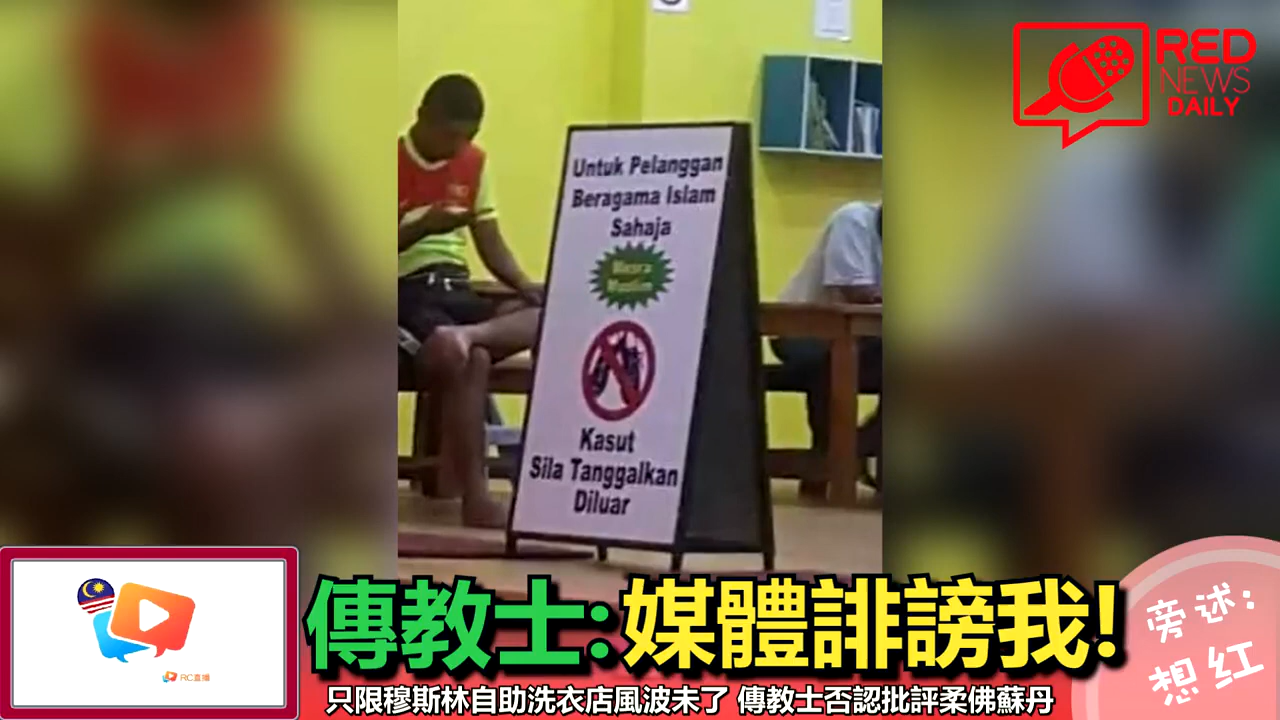 RED
NEWS
DAILY
Untuk Pelanggan
Beragama Islam
Sahaja
Mesra
Muslim
Kasut
Sila Tanggalkan
Diluar
RC直播
傳教士:媒體誹謗我!
只限穆斯林自助洗衣店風波未了 傳教士否認批評柔佛蘇丹
旁述:
想红